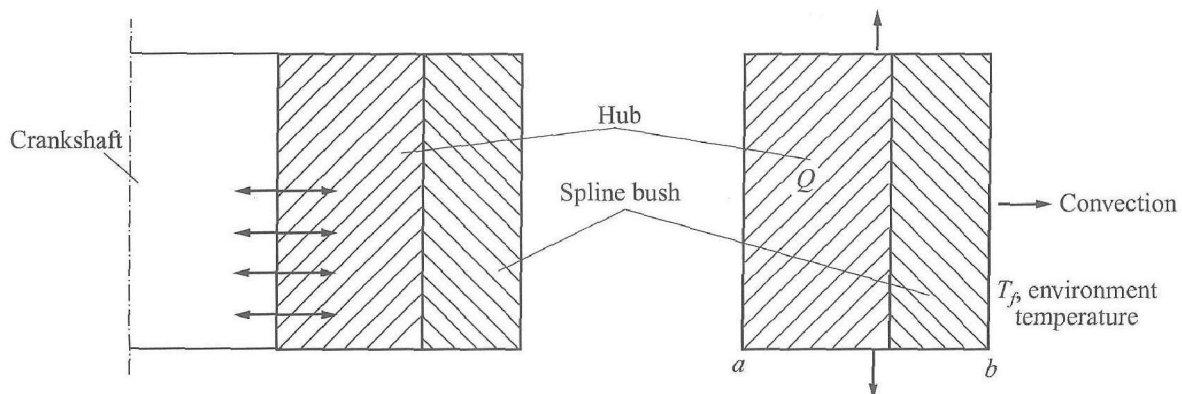 Crankshaft
Hub
Spline bush
Q
Convection
T_f, environment
temperature
a
b